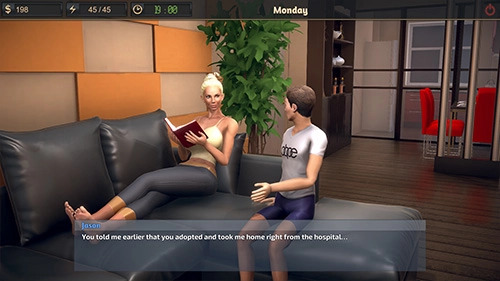 $ 198
45/45
19:00
Monday
Jason
You told me earlier that you adopted and took me home right from the hospital...